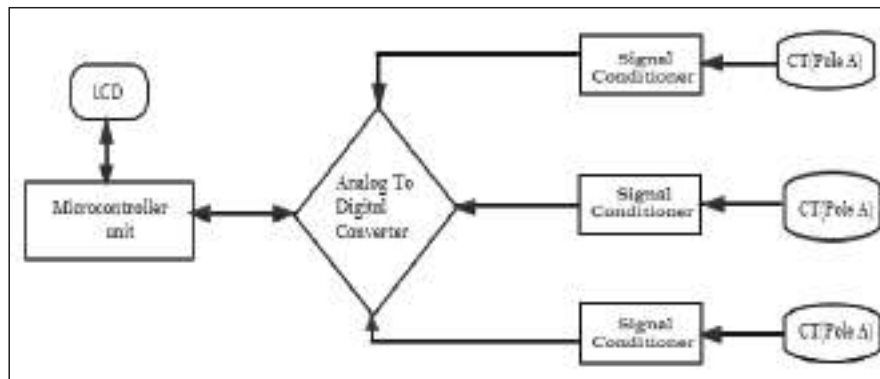 Signal
Conditioner
CT(Pole A)
LCD
Analog To
Digital
Converter
Microcontroller
unit
Signal
Conditioner
CT(Pole A)
Signal
Conditioner
CT(Pole A)